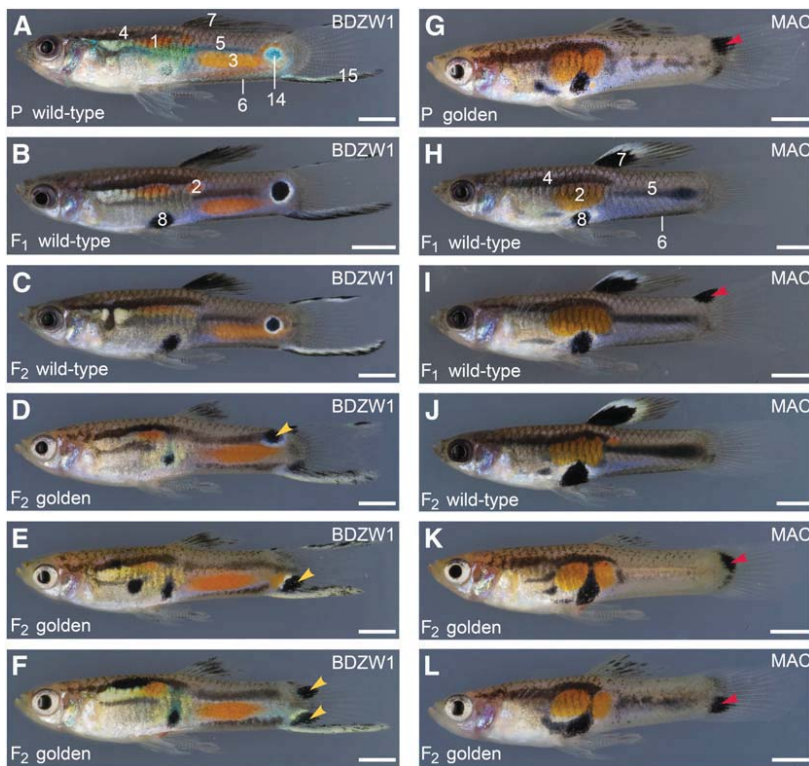 A
BDZW1
7
4
1
5
3
15
6
14
P wild-type
B
BDZW1
2
8
F1 wild-type
C
BDZW1
F2 wild-type
D
BDZW1
F2 golden
E
BDZW1
F2 golden
F
BDZW1
F2 golden
G
MAC
P golden
H
MAC
7
4
2
5
8
6
F1 wild-type
I
MAC
F1 wild-type
J
MAC
F2 wild-type
K
MAC
F2 golden
L
MAC
F2 golden